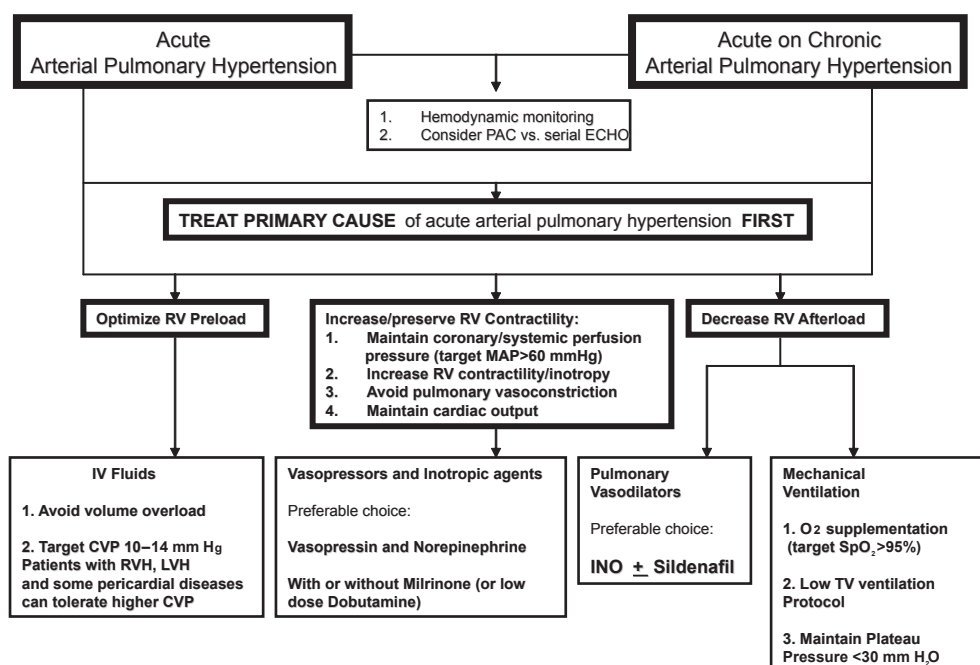 Acute
Arterial Pulmonary Hypertension
Acute on Chronic
Arterial Pulmonary Hypertension
1. Hemodynamic monitoring
2. Consider PAC vs. serial ECHO
TREAT PRIMARY CAUSE of acute arterial pulmonary hypertension FIRST
Optimize RV Preload
Increase/preserve RV Contractility:
1. Maintain coronary/systemic perfusion
pressure (target MAP>60 mmHg)
2. Increase RV contractility/inotropy
3. Avoid pulmonary vasoconstriction
4. Maintain cardiac output
Decrease RV Afterload
IV Fluids
1. Avoid volume overload
2. Target CVP 10–14 mm Hg
Patients with RVH, LVH
and some pericardial diseases
can tolerate higher CVP
Vasopressors and Inotropic agents
Preferable choice:
Vasopressin and Norepinephrine
With or without Milrinone (or low
dose Dobutamine)
Pulmonary
Vasodilators
Preferable choice:
INO ± Sildenafil
Mechanical
Ventilation
1. O2 supplementation
(target SpO₂>95%)
2. Low TV ventilation
Protocol
3. Maintain Plateau
Pressure <30 mm H₂O